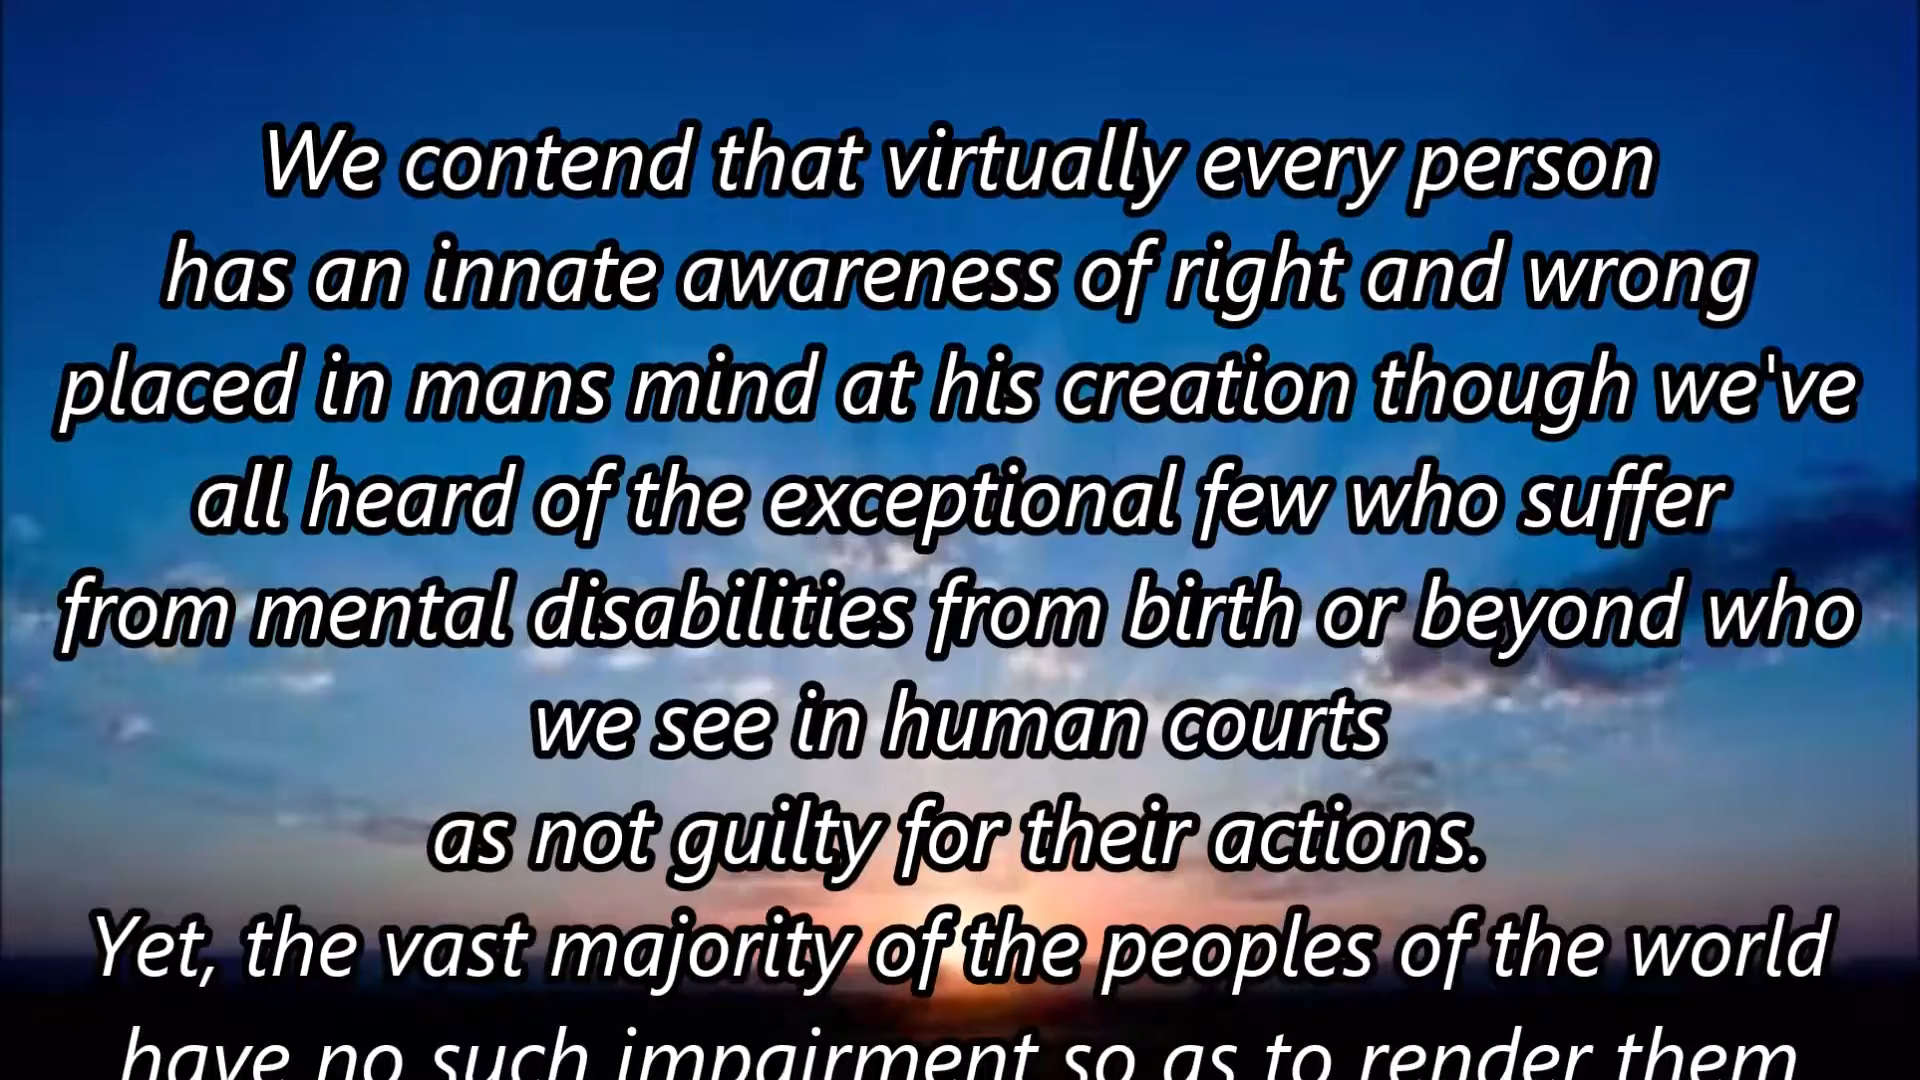 We contend that virtually every person
has an innate awareness of right and wrong
placed in mans mind at his creation though we've
all heard of the exceptional few who suffer
from mental disabilities from birth or beyond who
we see in human courts
as not guilty for their actions.
Yet, the vast majority of the peoples of the world
have no such impairment so as to render them